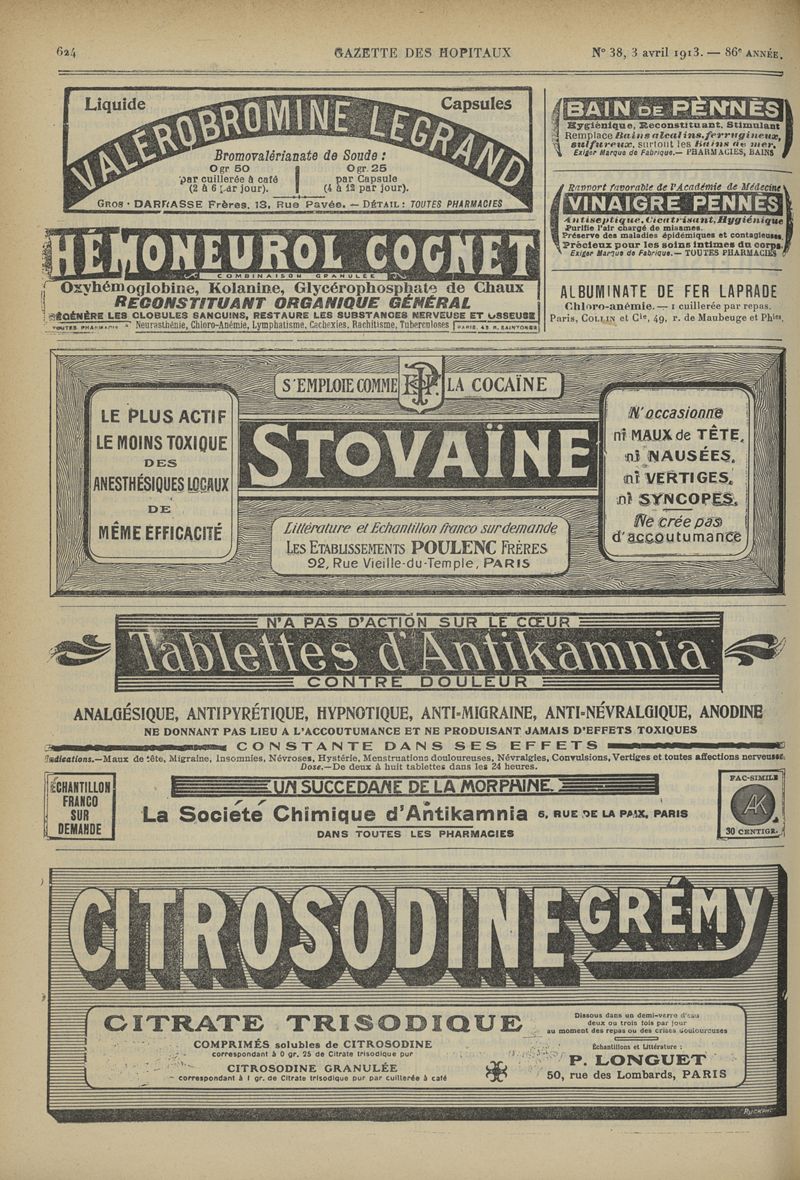 624 GAZETTE DES HOPITAUX N° 38, 3 avril 1913. — 86e ANNÉE.
Liquide Capsules
VALÉROBROMINE LEGRAND
Bromovalérianate de Soude :
0 gr 50 0 gr. 25
par cuillerée à café par Capsule
(2 à 6 par jour). (4 à 12 par jour).
GROS · DARRASSE Frères, 13, Rue Pavée. — DÉTAIL : TOUTES PHARMACIES
HÉMONEUROL COGNET
COMBINAISON GRANULÉE
Oxyhémoglobine, Kolanine, Glycérophosphate de Chaux
RECONSTITUANT ORGANIQUE GÉNÉRAL
RÉGÉNÈRE LES GLOBULES SANGUINS, RESTAURE LES SUBSTANCES NERVEUSE ET OSSEUSE
TOUTES PHARMACIES Neurasthénie, Chloro-Anémie, Lymphatisme, Cachexies, Rachitisme, Tuberculoses PARIS, 43 R. SAINTONGE
BAIN DE PENNÈS
Hygiénique, Reconstituant, Stimulant
Remplace Bains alcalins, ferrugineux,
sulfureux, surtout les Bains de mer.
Exiger Marque de Fabrique. — PHARMACIES, BAINS
Rapport favorable de l'Académie de Médecine
VINAIGRE PENNÈS
Antiseptique, Cicatrisant, Hygiénique
Purifie l'air chargé de miasmes.
Préserve des maladies épidémiques et contagieuses
Précieux pour les soins intimes du corps.
Exiger Marque de Fabrique. — TOUTES PHARMACIES
ALBUMINATE DE FER LAPRADE
Chloro-anémie. — 1 cuillerée par repas.
Paris, COLLIN et Cie, 49, r. de Maubeuge et Phies.
S'EMPLOIE COMME PF LA COCAÏNE
STOVAÏNE
LE PLUS ACTIF
LE MOINS TOXIQUE
DES
ANESTHÉSIQUES LOCAUX
DE
MÊME EFFICACITÉ
N'occasionne
ni MAUX de TÊTE,
ni NAUSÉES,
ni VERTIGES,
ni SYNCOPES.
Ne crée pas
d'accoutumance
Littérature et Echantillon franco sur demande
LES ETABLISSEMENTS POULENC FRÈRES
92, Rue Vieille-du-Temple, PARIS
N'A PAS D'ACTION SUR LE CŒUR
Tablettes d'Antikamnia
CONTRE DOULEUR
ANALGÉSIQUE, ANTIPYRÉTIQUE, HYPNOTIQUE, ANTI-MIGRAINE, ANTI-NÉVRALGIQUE, ANODINE
NE DONNANT PAS LIEU A L'ACCOUTUMANCE ET NE PRODUISANT JAMAIS D'EFFETS TOXIQUES
CONSTANTE DANS SES EFFETS
Indications.—Maux de tête, Migraine, Insomnies, Névroses, Hystérie, Menstruations douloureuses, Névralgies, Convulsions, Vertiges et toutes affections nerveuses.
Dose.—De deux à huit tablettes dans les 24 heures.
ÉCHANTILLON
FRANCO
SUR
DEMANDE
UN SUCCÉDANÉ DE LA MORPHINE.
La Société Chimique d'Antikamnia 5, RUE DE LA PAIX, PARIS
DANS TOUTES LES PHARMACIES
FAC-SIMILE
AK
30 CENTIGR.
CITROSODINE GRÉMY
CITRATE TRISODIQUE
COMPRIMÉS solubles de CITROSODINE
correspondant à 0 gr. 25 de Citrate trisodique pur
CITROSODINE GRANULÉE
correspondant à 1 gr. de Citrate trisodique pur par cuillerée à café
Dissous dans un demi-verre d'eau
deux ou trois fois par jour
au moment des repas ou des crises douloureuses
Échantillons et Littérature :
P. LONGUET
50, rue des Lombards, PARIS